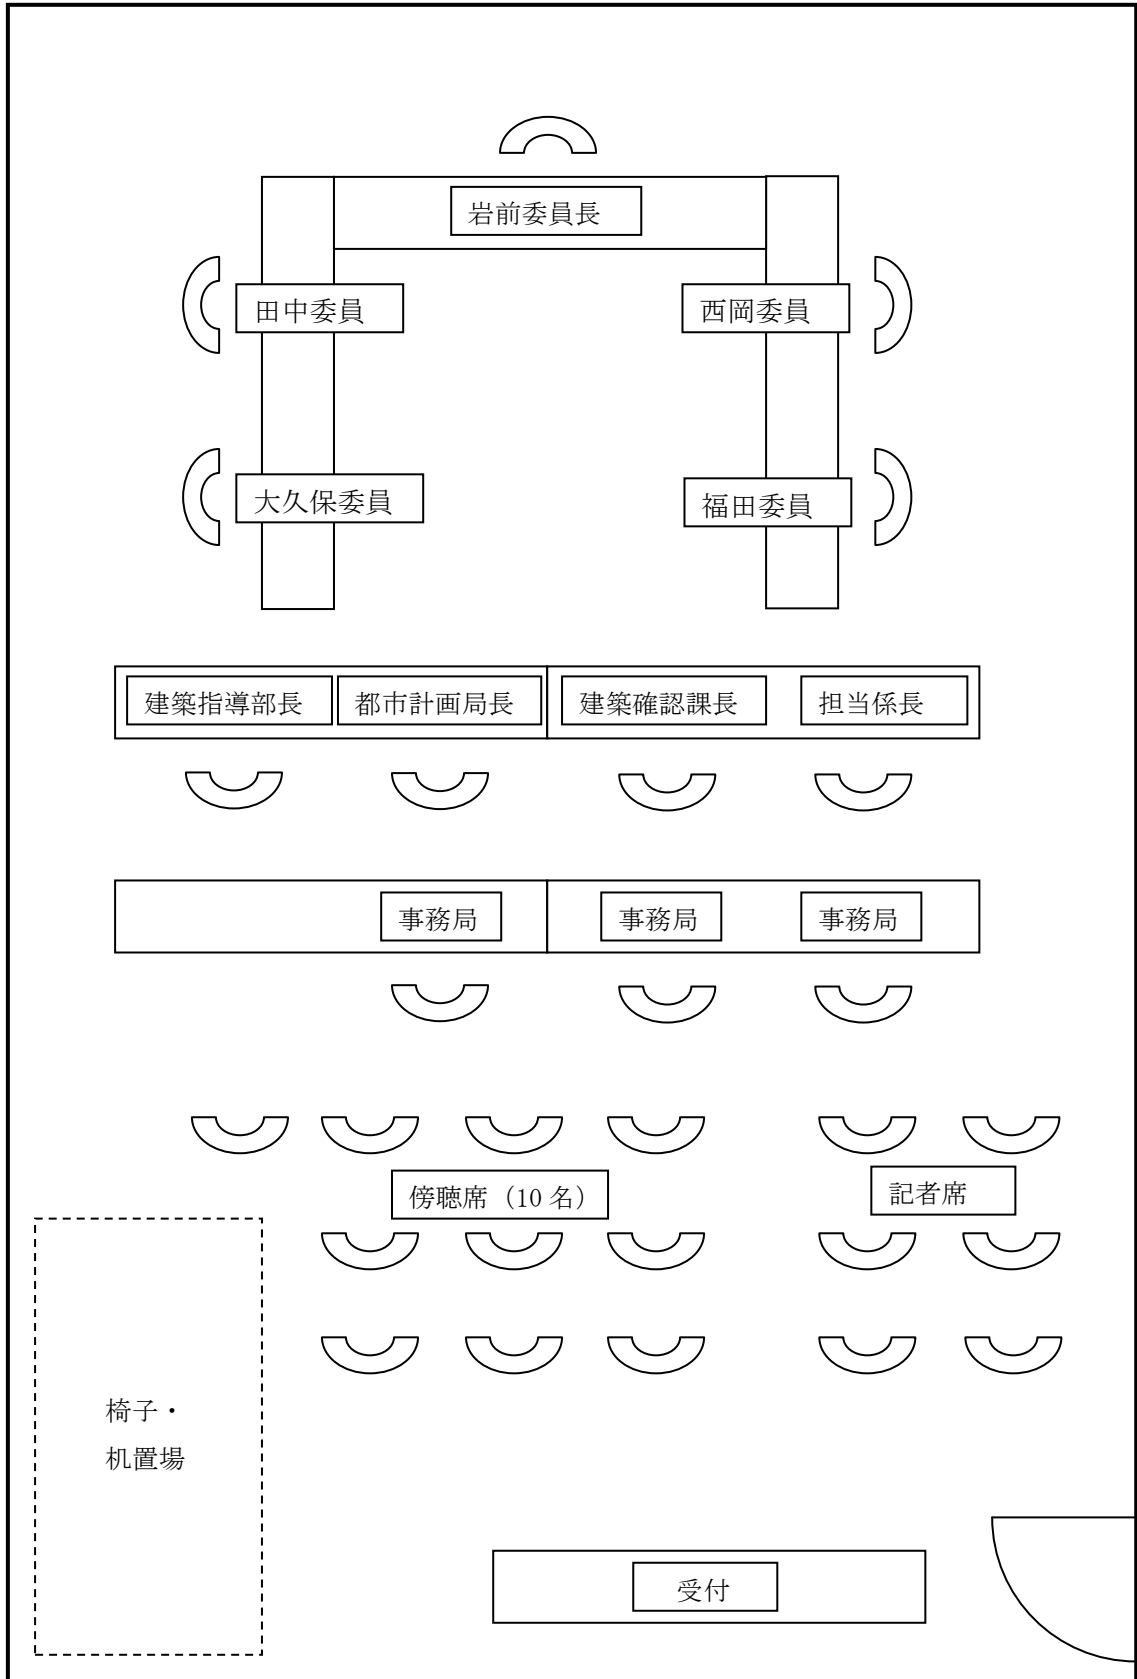 岩前委員長
田中委員
西岡委員
大久保委員
福田委員
建築指導部長
都市計画局長
建築確認課長
担当係長
事務局
事務局
事務局
傍聴席（10 名）
記者席
椅子・
机置場
受付